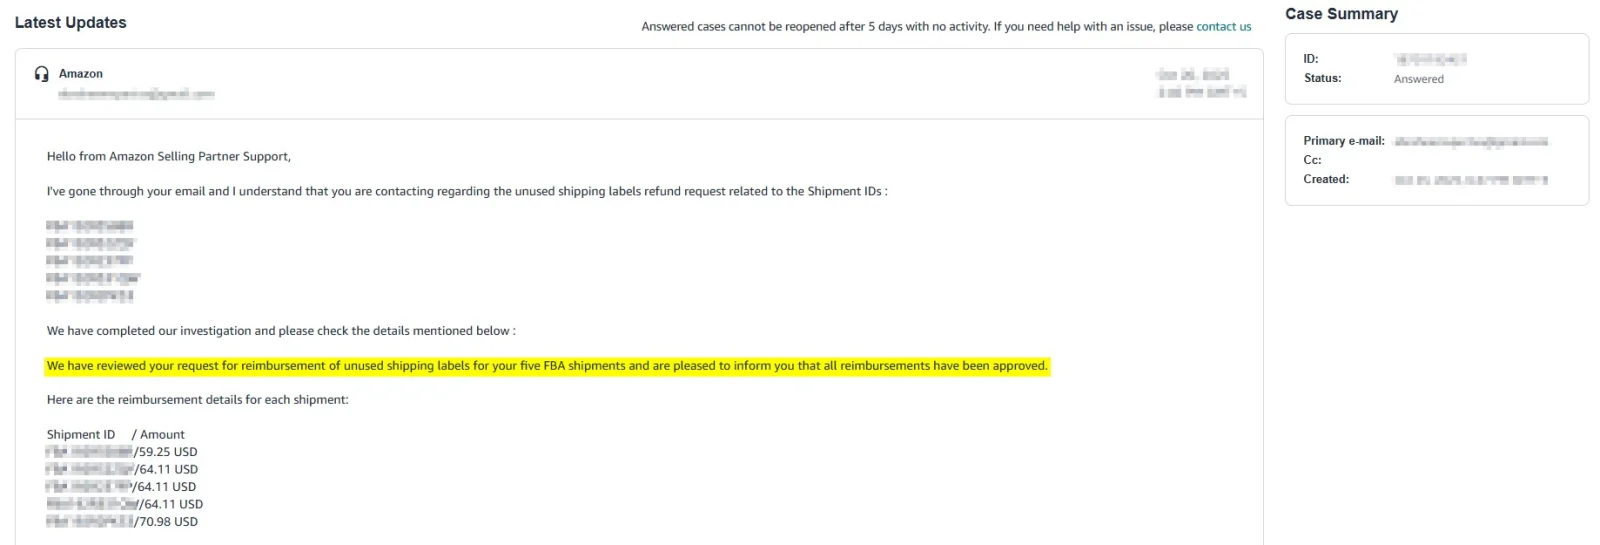 Latest Updates
Answered cases cannot be reopened after 5 days with no activity. If you need help with an issue, please contact us
Amazon
Hello from Amazon Selling Partner Support,
I've gone through your email and I understand that you are contacting regarding the unused shipping labels refund request related to the Shipment IDs :
We have completed our investigation and please check the details mentioned below :
We have reviewed your request for reimbursement of unused shipping labels for your five FBA shipments and are pleased to inform you that all reimbursements have been approved.
Here are the reimbursement details for each shipment:
Shipment ID / Amount
/59.25 USD
/64.11 USD
/64.11 USD
/64.11 USD
/70.98 USD
Case Summary
ID:
Status: Answered
Primary e-mail:
Cc:
Created: